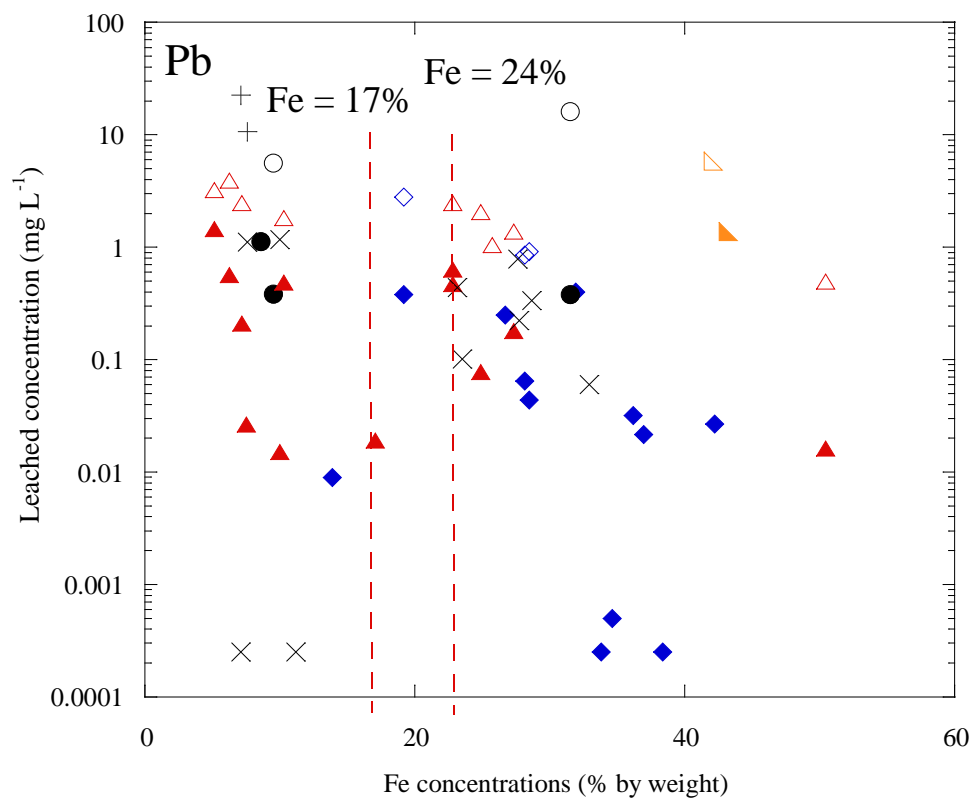 100
Pb
Fe = 24%
Fe = 17%
10
1
0.1
0.01
0.001
0.0001
0
20
40
60
Leached concentration (mg L⁻¹)
Fe concentrations (% by weight)